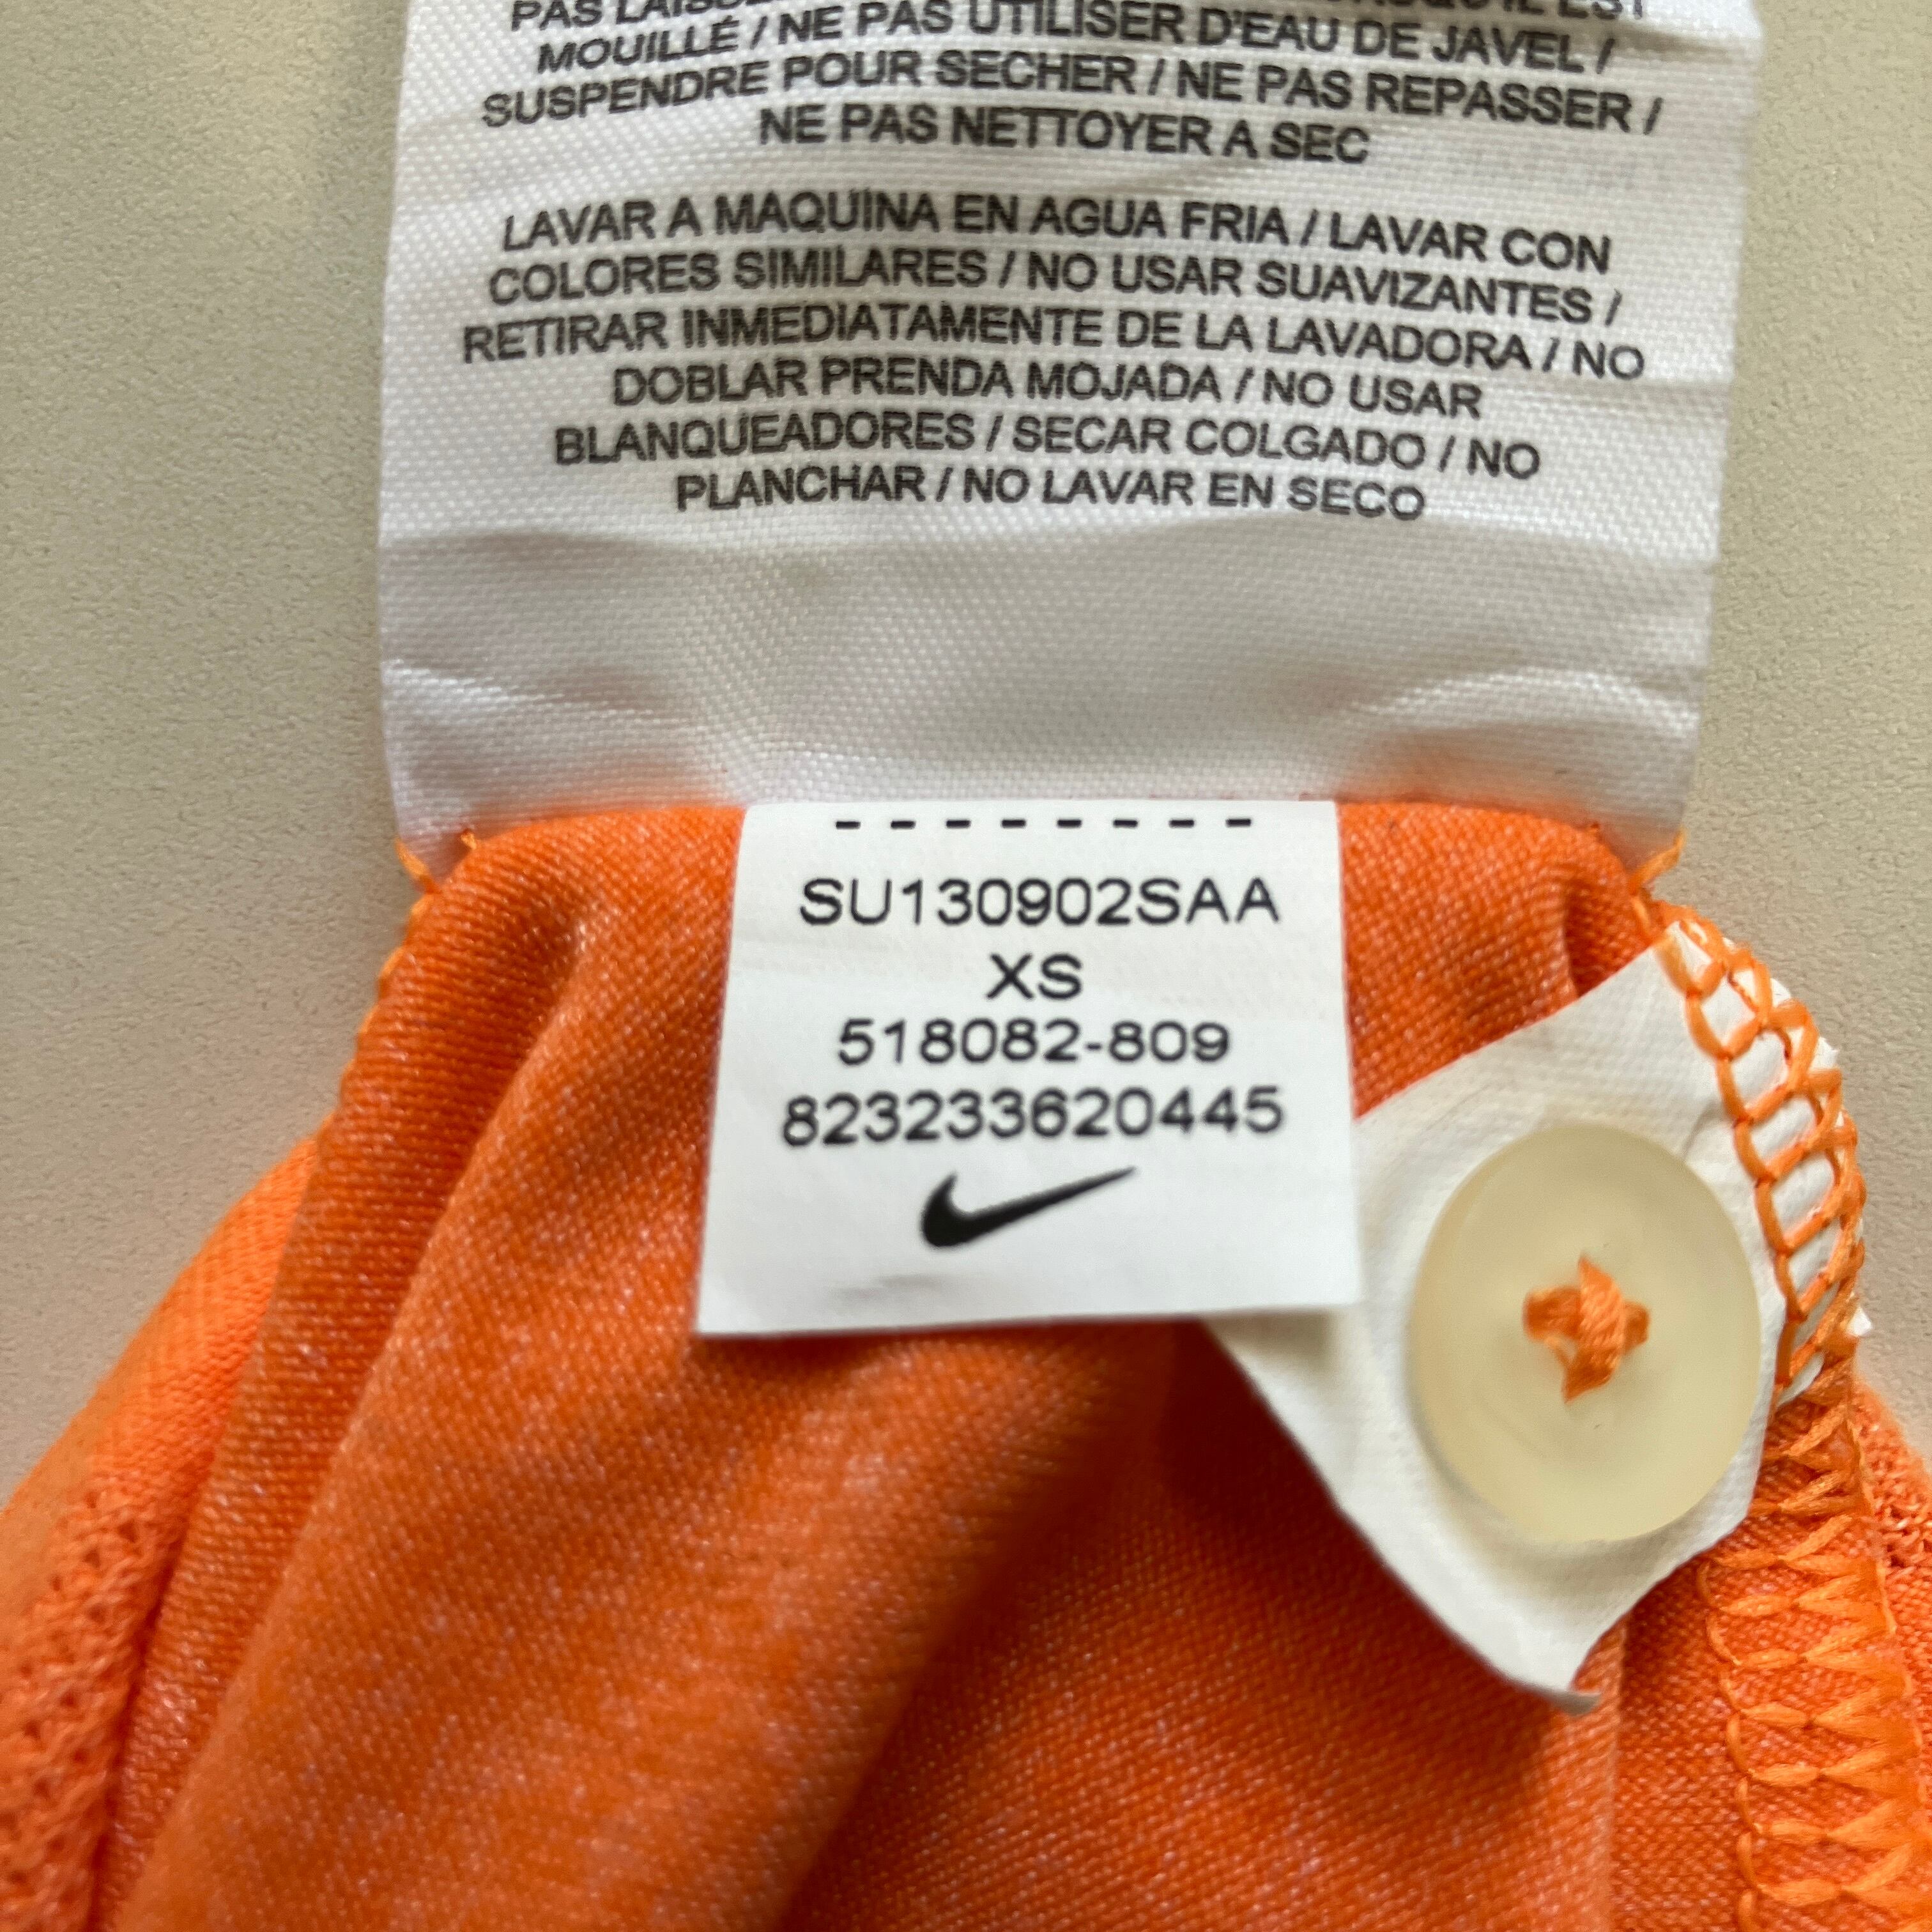 PAS
EST
MOUILLÉ / NE PAS UTILISER D'EAU DE JAVEL /
SUSPENDRE POUR SECHER / NE PAS REPASSER /
NE PAS NETTOYER A SEC
LAVAR A MAQUINA EN AGUA FRIA / LAVAR CON
COLORES SIMILARES / NO USAR SUAVIZANTES /
RETIRAR INMEDIATAMENTE DE LA LAVADORA / NO
DOBLAR PRENDA MOJADA / NO USAR
BLANQUEADORES / SECAR COLGADO / NO
PLANCHAR / NO LAVAR EN SECO
SU130902SAA
XS
518082-809
823233620445